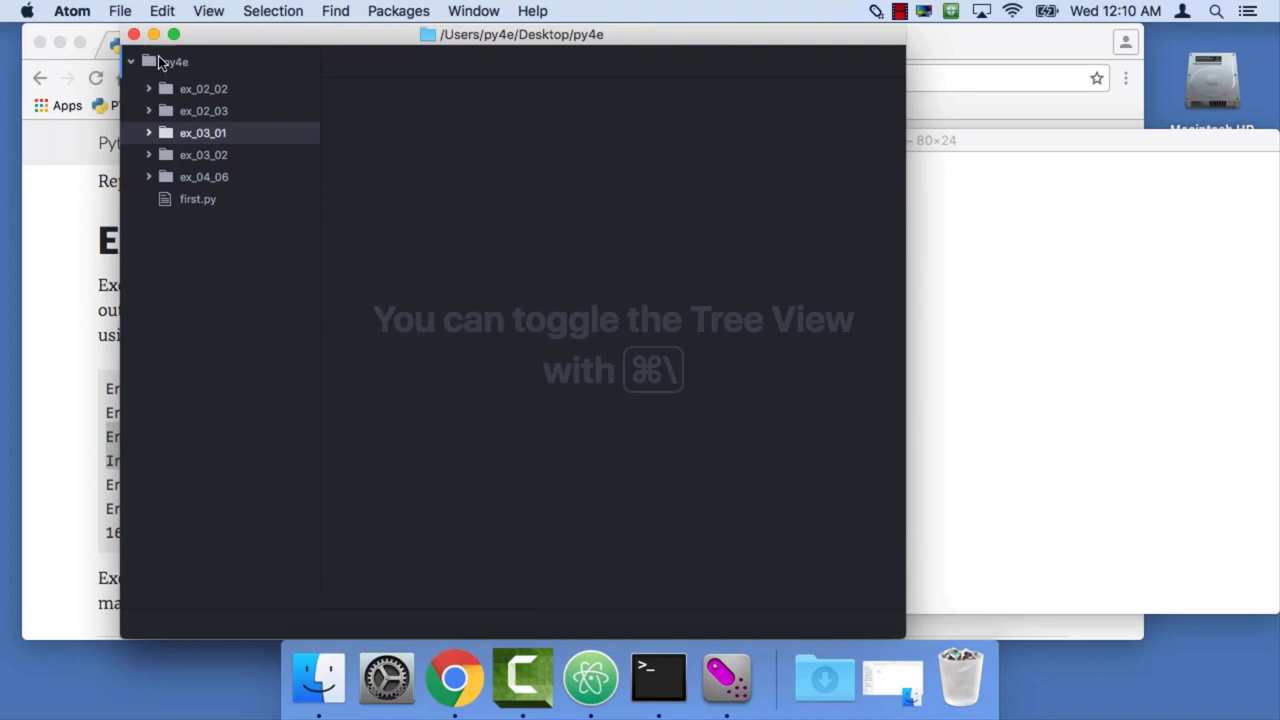 Atom File Edit View Selection Find Packages Window Help Wed 12:10 AM
/Users/py4e/Desktop/py4e
py4e
ex_02_02
ex_02_03
ex_03_01
ex_03_02
ex_04_06
first.py
You can toggle the Tree View
with ⌘\
Apps
80×24